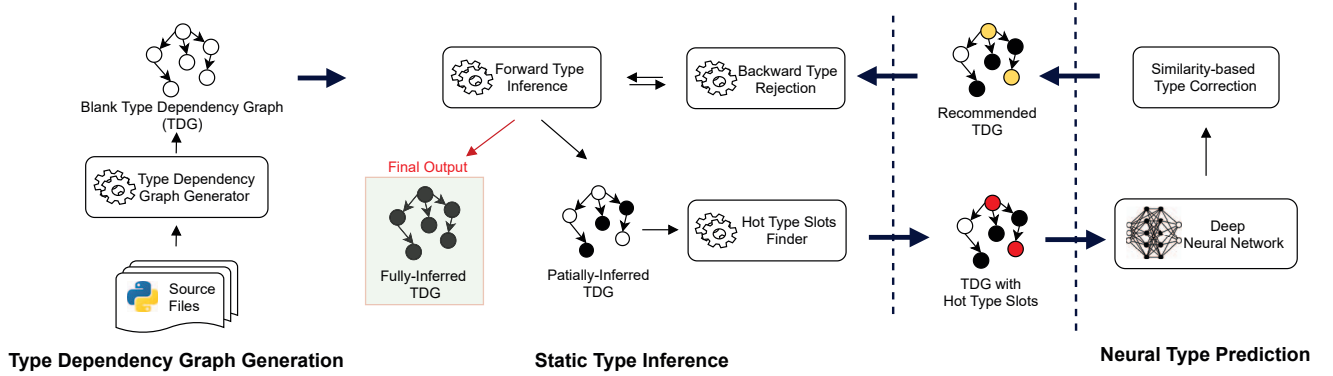 Blank Type Dependency Graph
(TDG)
Type Dependency
Graph Generator
Source
Files
Type Dependency Graph Generation
Forward Type
Inference
Backward Type
Rejection
Final Output
Fully-Inferred
TDG
Patially-Inferred
TDG
Hot Type Slots
Finder
Static Type Inference
Recommended
TDG
TDG with
Hot Type Slots
Similarity-based
Type Correction
Deep
Neural Network
Neural Type Prediction